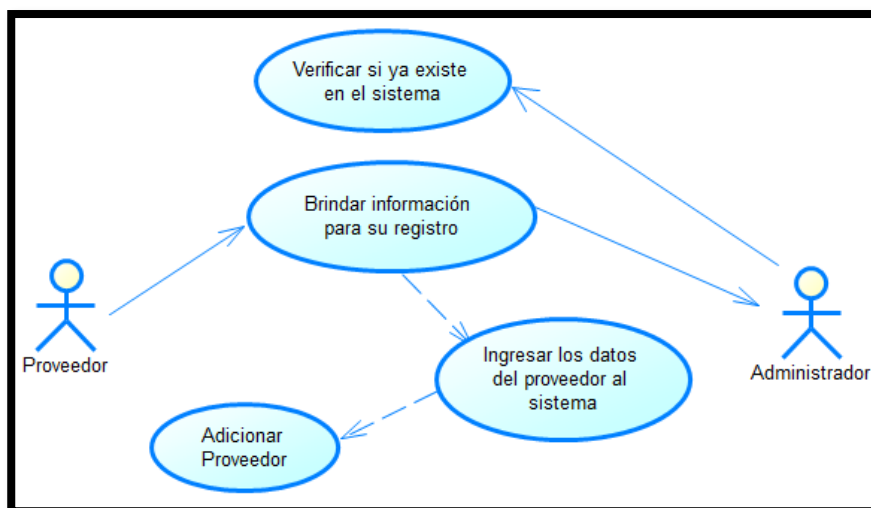 Verificar si ya existe
en el sistema
Brindar información
para su registro
Proveedor
Ingresar los datos
del proveedor al
sistema
Administrador
Adicionar
Proveedor